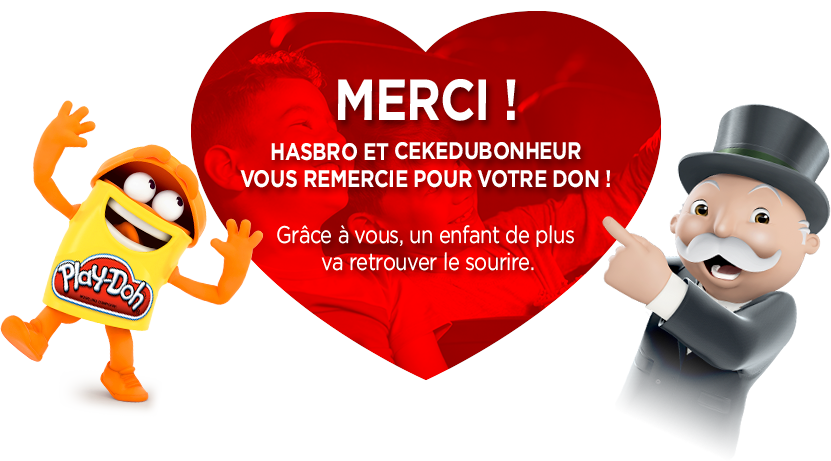 MERCI !
HASBRO ET CEKEDUBONHEUR
VOUS REMERCIE POUR VOTRE DON !
Grâce à vous, un enfant de plus
va retrouver le sourire.
PLAY-DOH